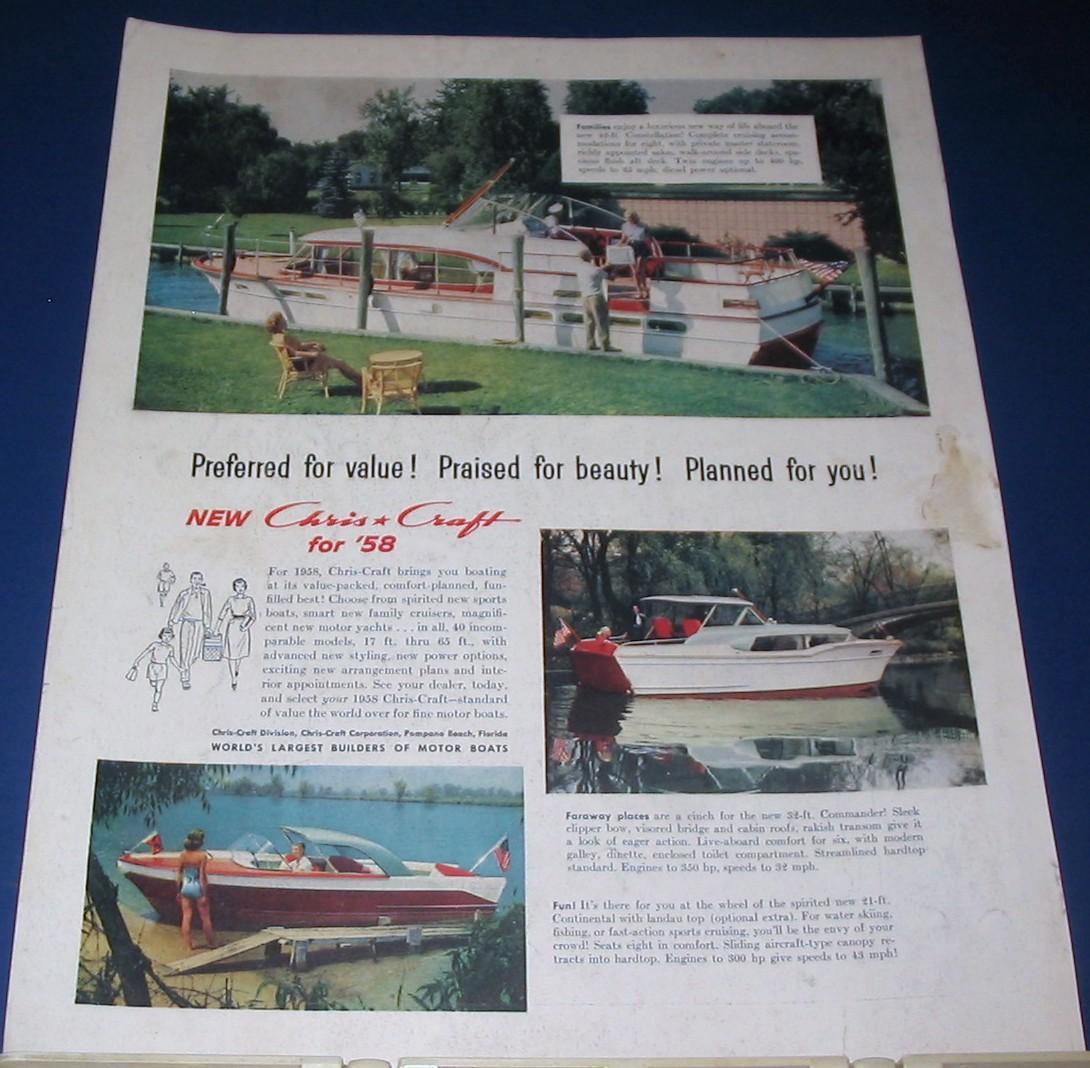 Families enjoy a luxurious new way of life aboard the
new 42-ft. Constellation! Complete cruising accom-
modations for eight, with private master stateroom,
richly appointed salon, walk-around side decks, spa-
cious flush aft deck. Twin engines up to 400 hp,
speeds to mph, diesel power optional.
Preferred for value! Praised for beauty! Planned for you!
NEW Chris★Craft
for '58
For 1958, Chris-Craft brings you boating
at its value-packed, comfort-planned, fun-
filled best! Choose from spirited new sports
boats, smart new family cruisers, magnifi-
cent new motor yachts . . . in all, 40 incom-
parable models, 17 ft. thru 65 ft., with
advanced new styling, new power options,
exciting new arrangement plans and inte-
rior appointments. See your dealer, today,
and select your 1958 Chris-Craft—standard
of value the world over for fine motor boats.
Chris-Craft Division, Chris-Craft Corporation, Pompano Beach, Florida
WORLD'S LARGEST BUILDERS OF MOTOR BOATS
Faraway places are a cinch for the new 32-ft. Commander! Sleek
clipper bow, visored bridge and cabin roofs, rakish transom give it
a look of eager action. Live-aboard comfort for six, with modern
galley, dinette, enclosed toilet compartment. Streamlined hardtop
standard. Engines to 350 hp, speeds to 32 mph.
Fun! It's there for you at the wheel of the spirited new 21-ft.
Continental with landau top (optional extra). For water skiing,
fishing, or fast-action sports cruising, you'll be the envy of your
crowd! Seats eight in comfort. Sliding aircraft-type canopy re-
tracts into hardtop. Engines to 300 hp give speeds to 43 mph!